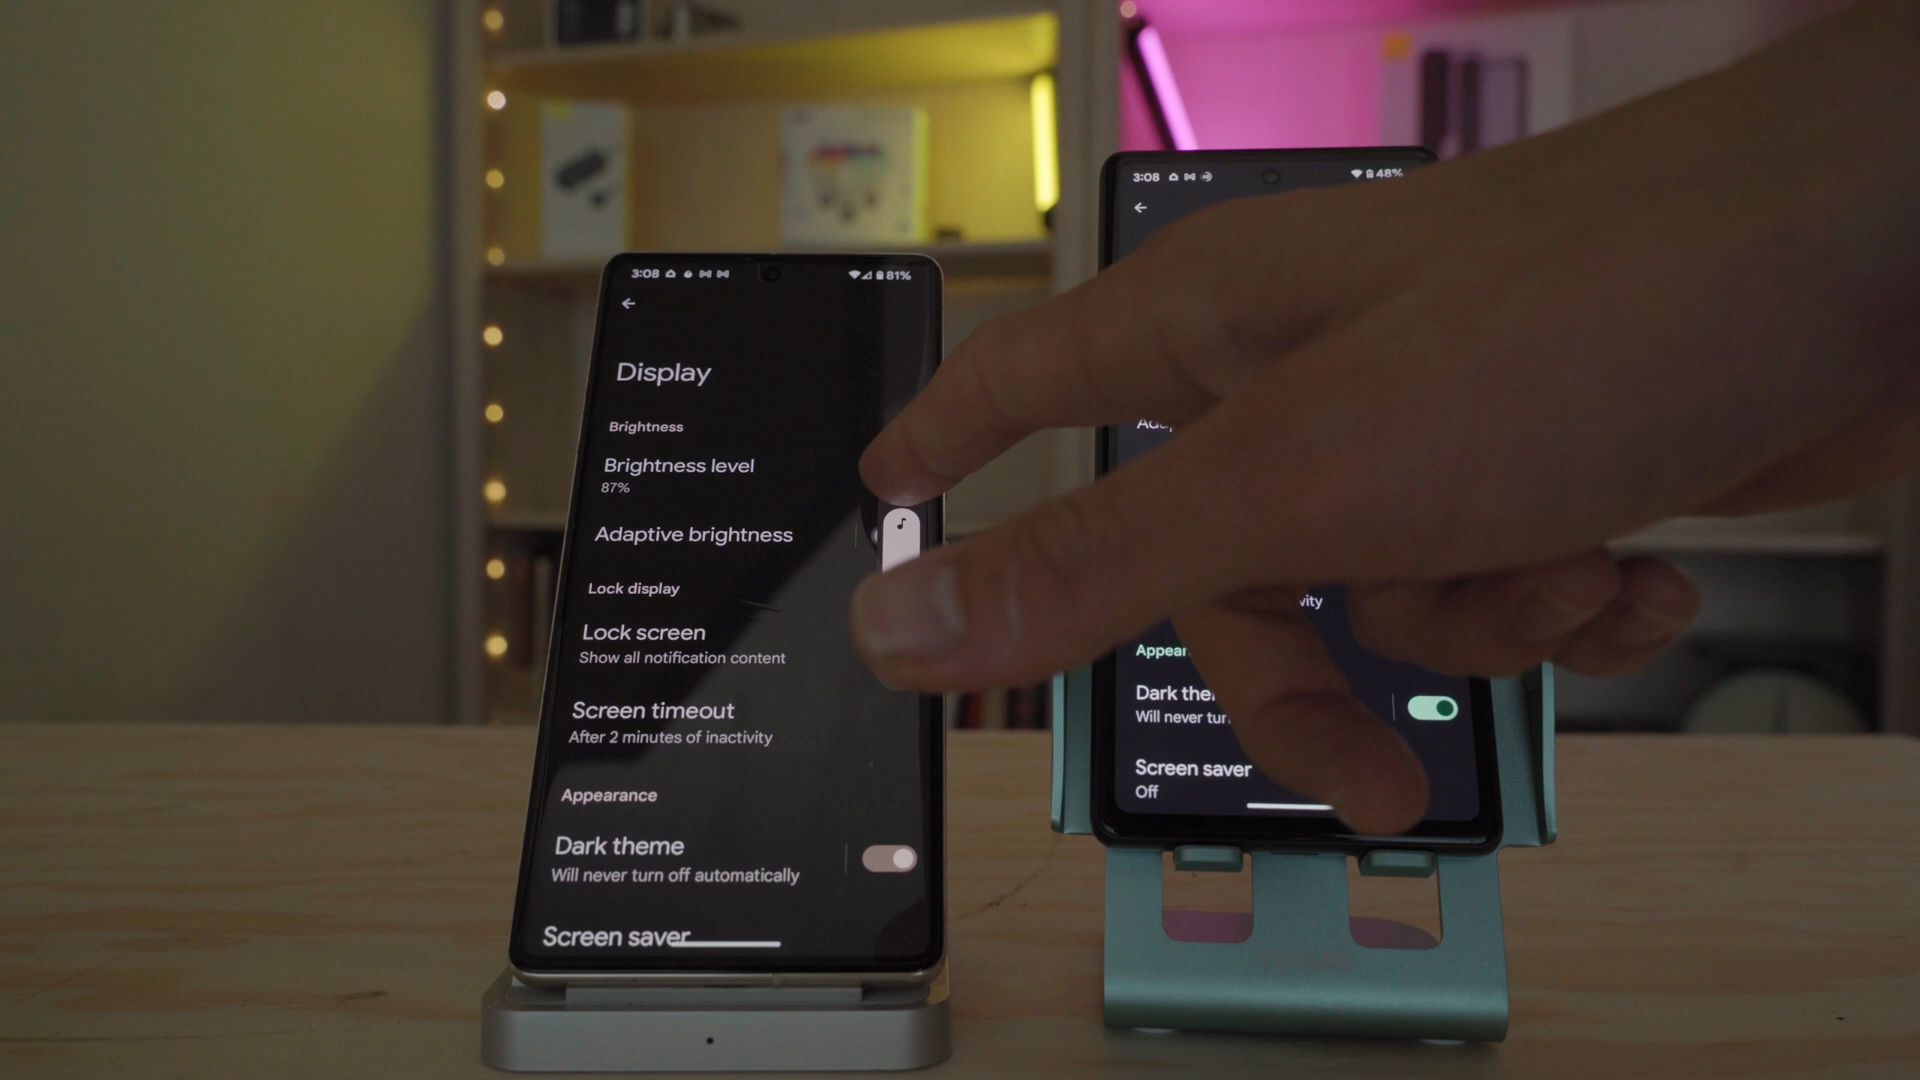 3:08
81%
Display
Brightness
Brightness level
87%
Adaptive brightness
Lock display
Lock screen
Show all notification content
Screen timeout
After 2 minutes of inactivity
Appearance
Dark theme
Will never turn off automatically
Screen saver
3:08
48%
Appear
Dark the
Will never tur
Screen saver
Off